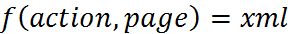 f(action, page) = xml